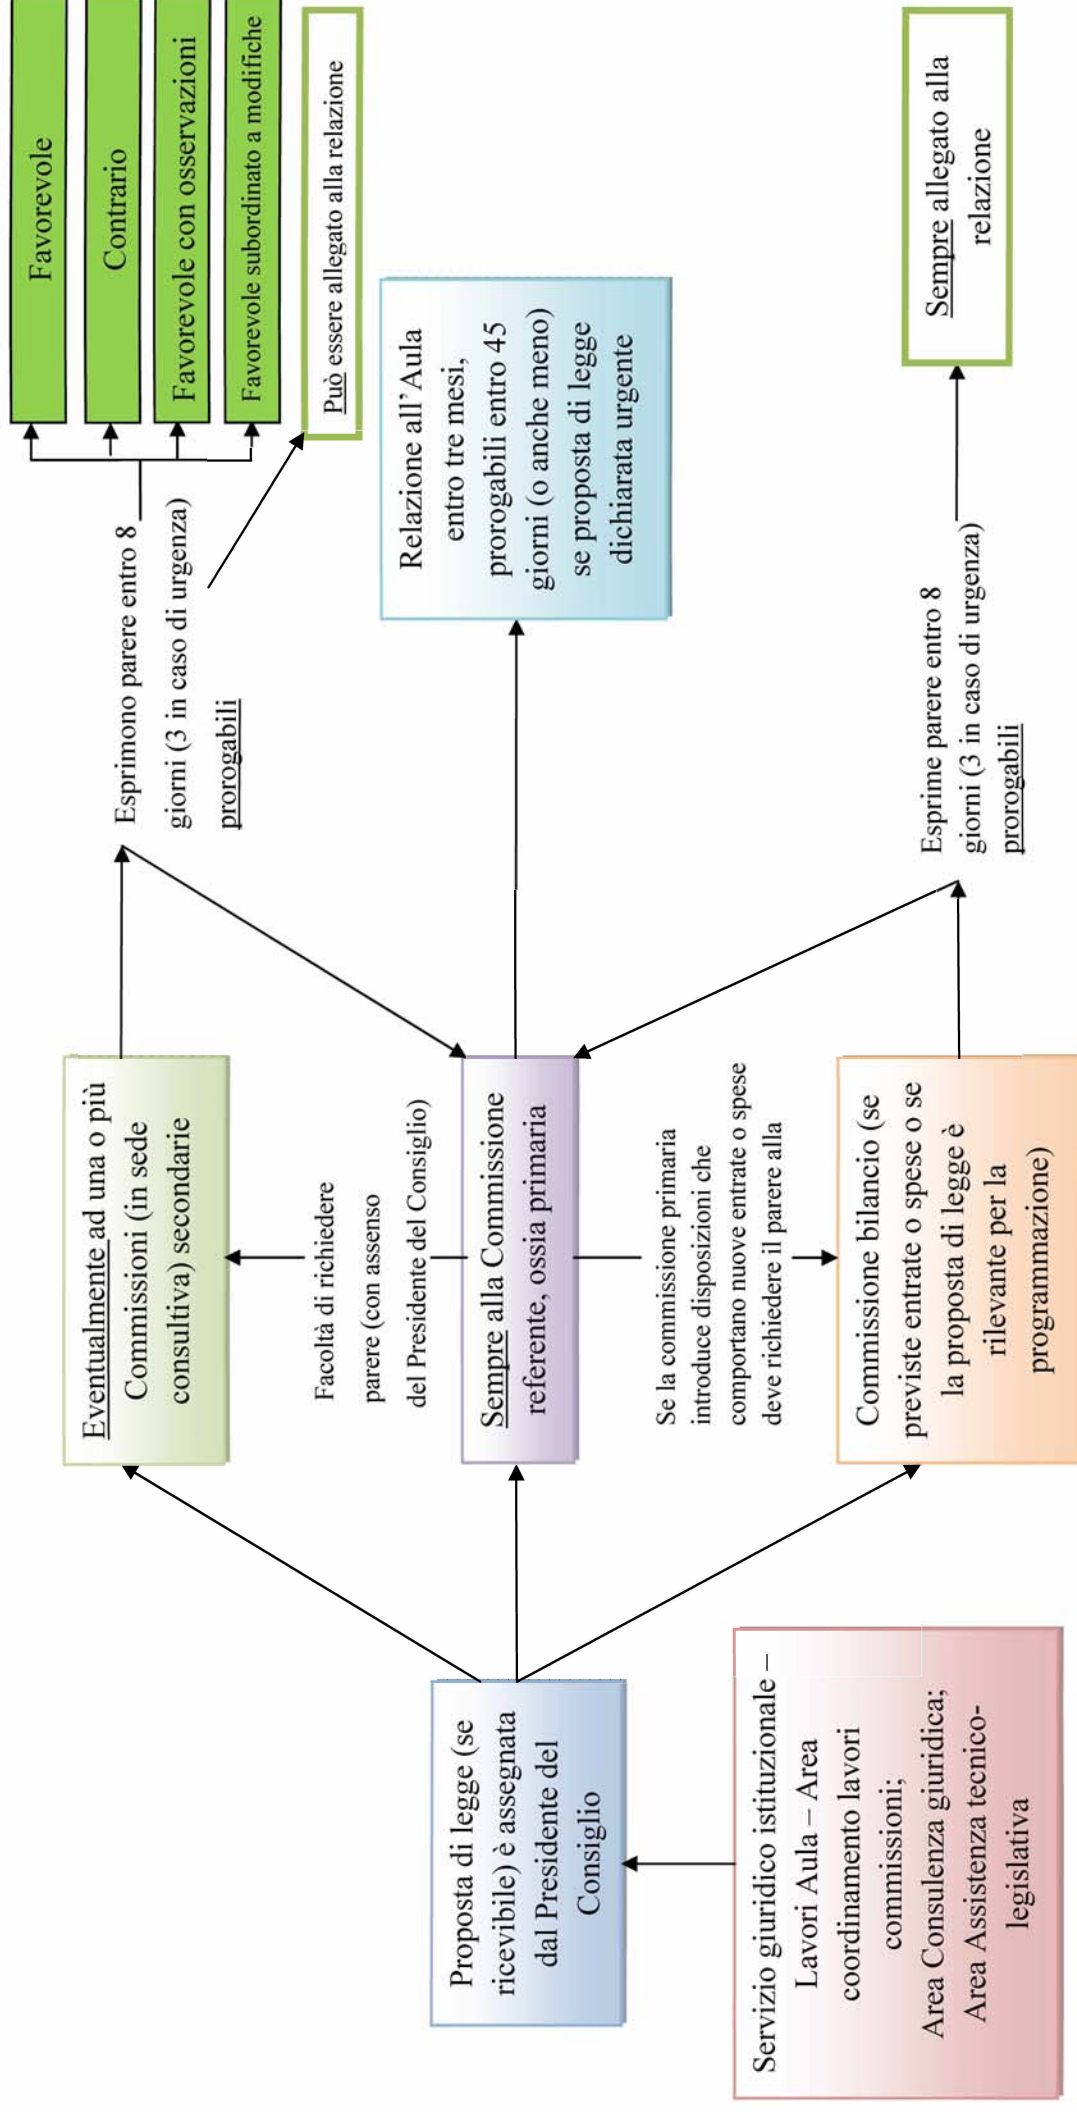 Proposta di legge (se
ricevibile) è assegnata
dal Presidente del
Consiglio
Servizio giuridico istituzionale –
Lavori Aula – Area
coordinamento lavori
commissioni;
Area Consulenza giuridica;
Area Assistenza tecnico-
legislativa
Eventualmente ad una o più
Commissioni (in sede
consultiva) secondarie
Facoltà di richiedere
parere (con assenso
del Presidente del Consiglio)
Sempre alla Commissione
referente, ossia primaria
Se la commissione primaria
introduce disposizioni che
comportano nuove entrate o spese
deve richiedere il parere alla
Commissione bilancio (se
previste entrate o spese o se
la proposta di legge è
rilevante per la
programmazione)
Esprimono parere entro 8
giorni (3 in caso di urgenza)
prorogabili
Relazione all’Aula
entro tre mesi,
prorogabili entro 45
giorni (o anche meno)
se proposta di legge
dichiarata urgente
Esprime parere entro 8
giorni (3 in caso di urgenza)
prorogabili
Favorevole
Contrario
Favorevole con osservazioni
Favorevole subordinato a modifiche
Può essere allegato alla relazione
Sempre allegato alla
relazione